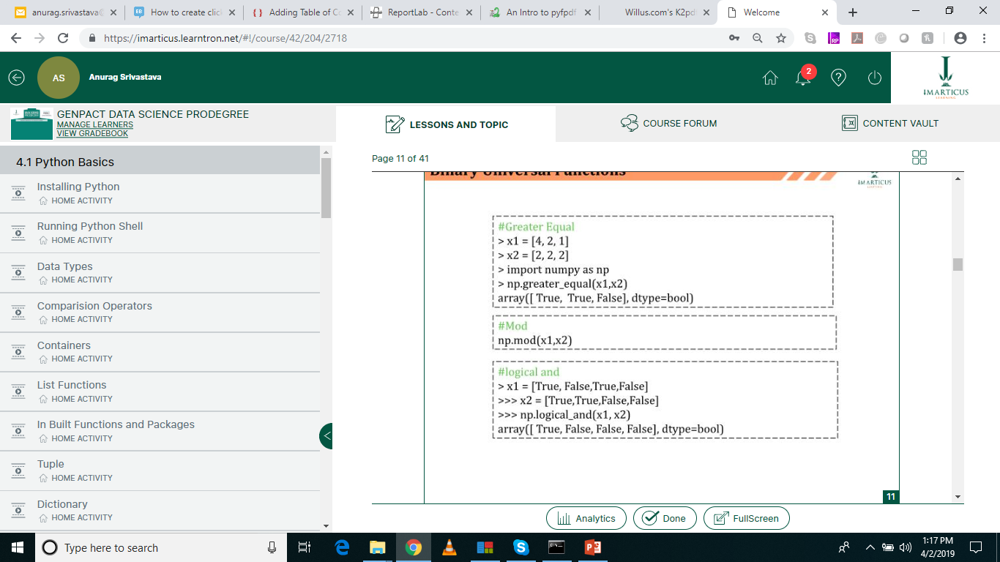 anurag.srivastava@
How to create clic
Adding Table of Co
ReportLab - Conte
An Intro to pyfpdf
Willus.com's K2pd
Welcome
https://imarticus.learntron.net/#!/course/42/204/2718
AS
Anurag Srivastava
2
IMARTICUS
LEARNING
GENPACT DATA SCIENCE PRODEGREE
MANAGE LEARNERS
VIEW GRADEBOOK
LESSONS AND TOPIC
COURSE FORUM
CONTENT VAULT
4.1 Python Basics
Installing Python
HOME ACTIVITY
Running Python Shell
HOME ACTIVITY
Data Types
HOME ACTIVITY
Comparision Operators
HOME ACTIVITY
Containers
HOME ACTIVITY
List Functions
HOME ACTIVITY
In Built Functions and Packages
HOME ACTIVITY
Tuple
HOME ACTIVITY
Dictionary
HOME ACTIVITY
Page 11 of 41
Binary Universal Functions
IMARTICUS
#Greater Equal
> x1 = [4, 2, 1]
> x2 = [2, 2, 2]
> import numpy as np
> np.greater_equal(x1,x2)
array([ True,  True, False], dtype=bool)
#Mod
np.mod(x1,x2)
#logical and
> x1 = [True, False,True,False]
>>> x2 = [True,True,False,False]
>>> np.logical_and(x1, x2)
array([ True, False, False, False], dtype=bool)
11
Analytics
Done
FullScreen
Type here to search
1:17 PM
4/2/2019